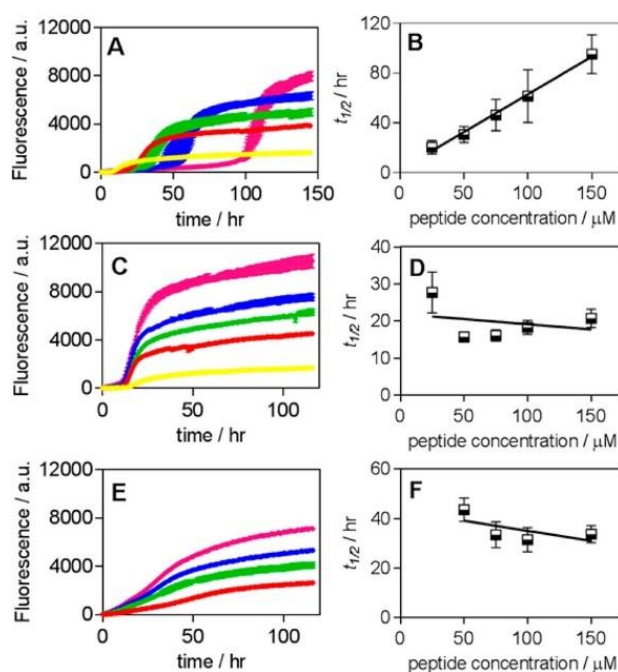 A
Fluorescence / a.u.
12000
8000
4000
0
0 50 100 150
time / hr
B
t1/2 / hr
120
80
40
0
0 50 100 150
peptide concentration / μM
C
Fluorescence / a.u.
12000
8000
4000
0
0 50 100
time / hr
D
t1/2 / hr
40
30
20
10
0
0 50 100 150
peptide concentration / μM
E
Fluorescence / a.u.
12000
8000
4000
0
0 50 100
time / hr
F
t1/2 / hr
60
40
20
0
0 50 100 150
peptide concentration / μM